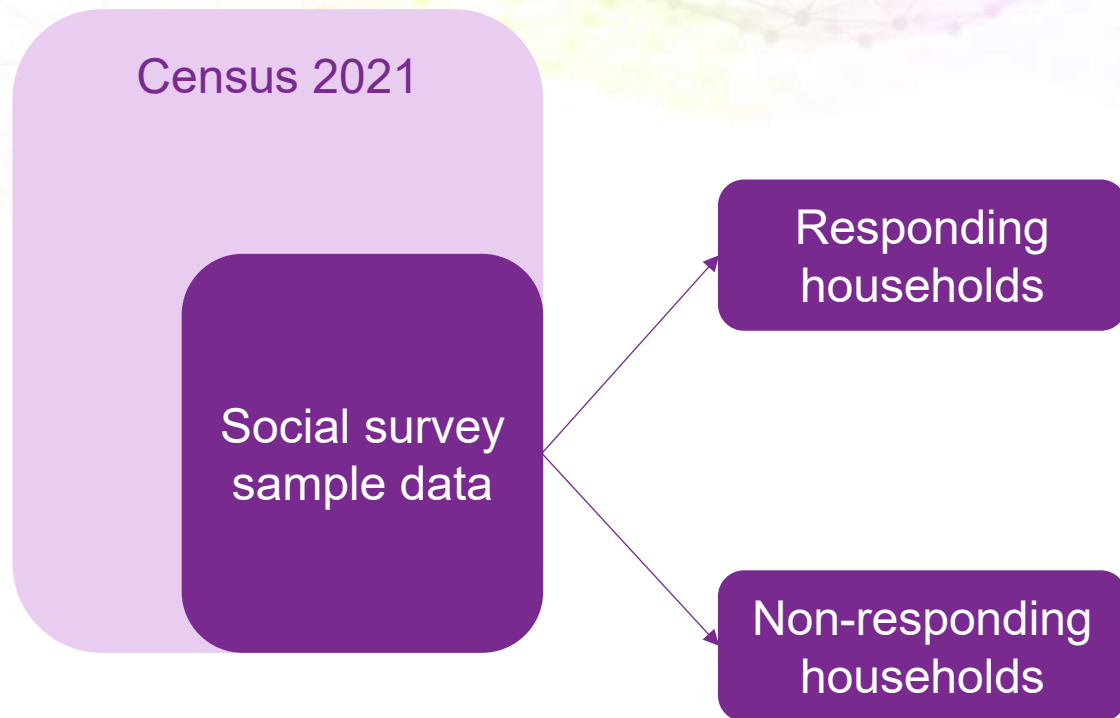 Census 2021
Social survey
sample data
Responding
households
Non-responding
households